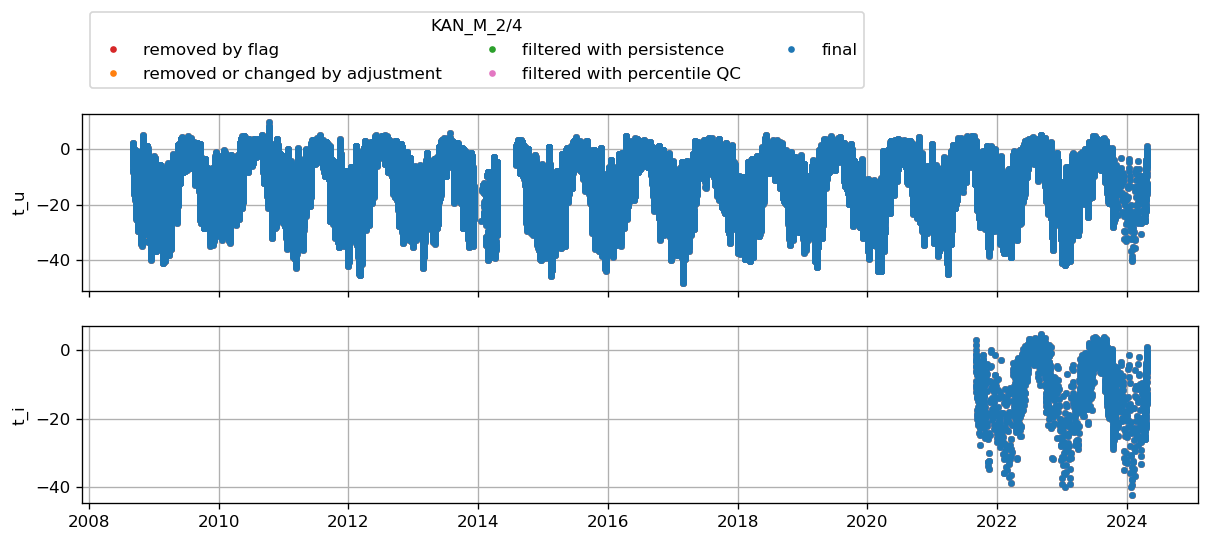 KAN_M_2/4
removed by flag
removed or changed by adjustment
filtered with persistence
filtered with percentile QC
final
0
−20
−40
t_u
0
−20
−40
t_i
2008 2010 2012 2014 2016 2018 2020 2022 2024